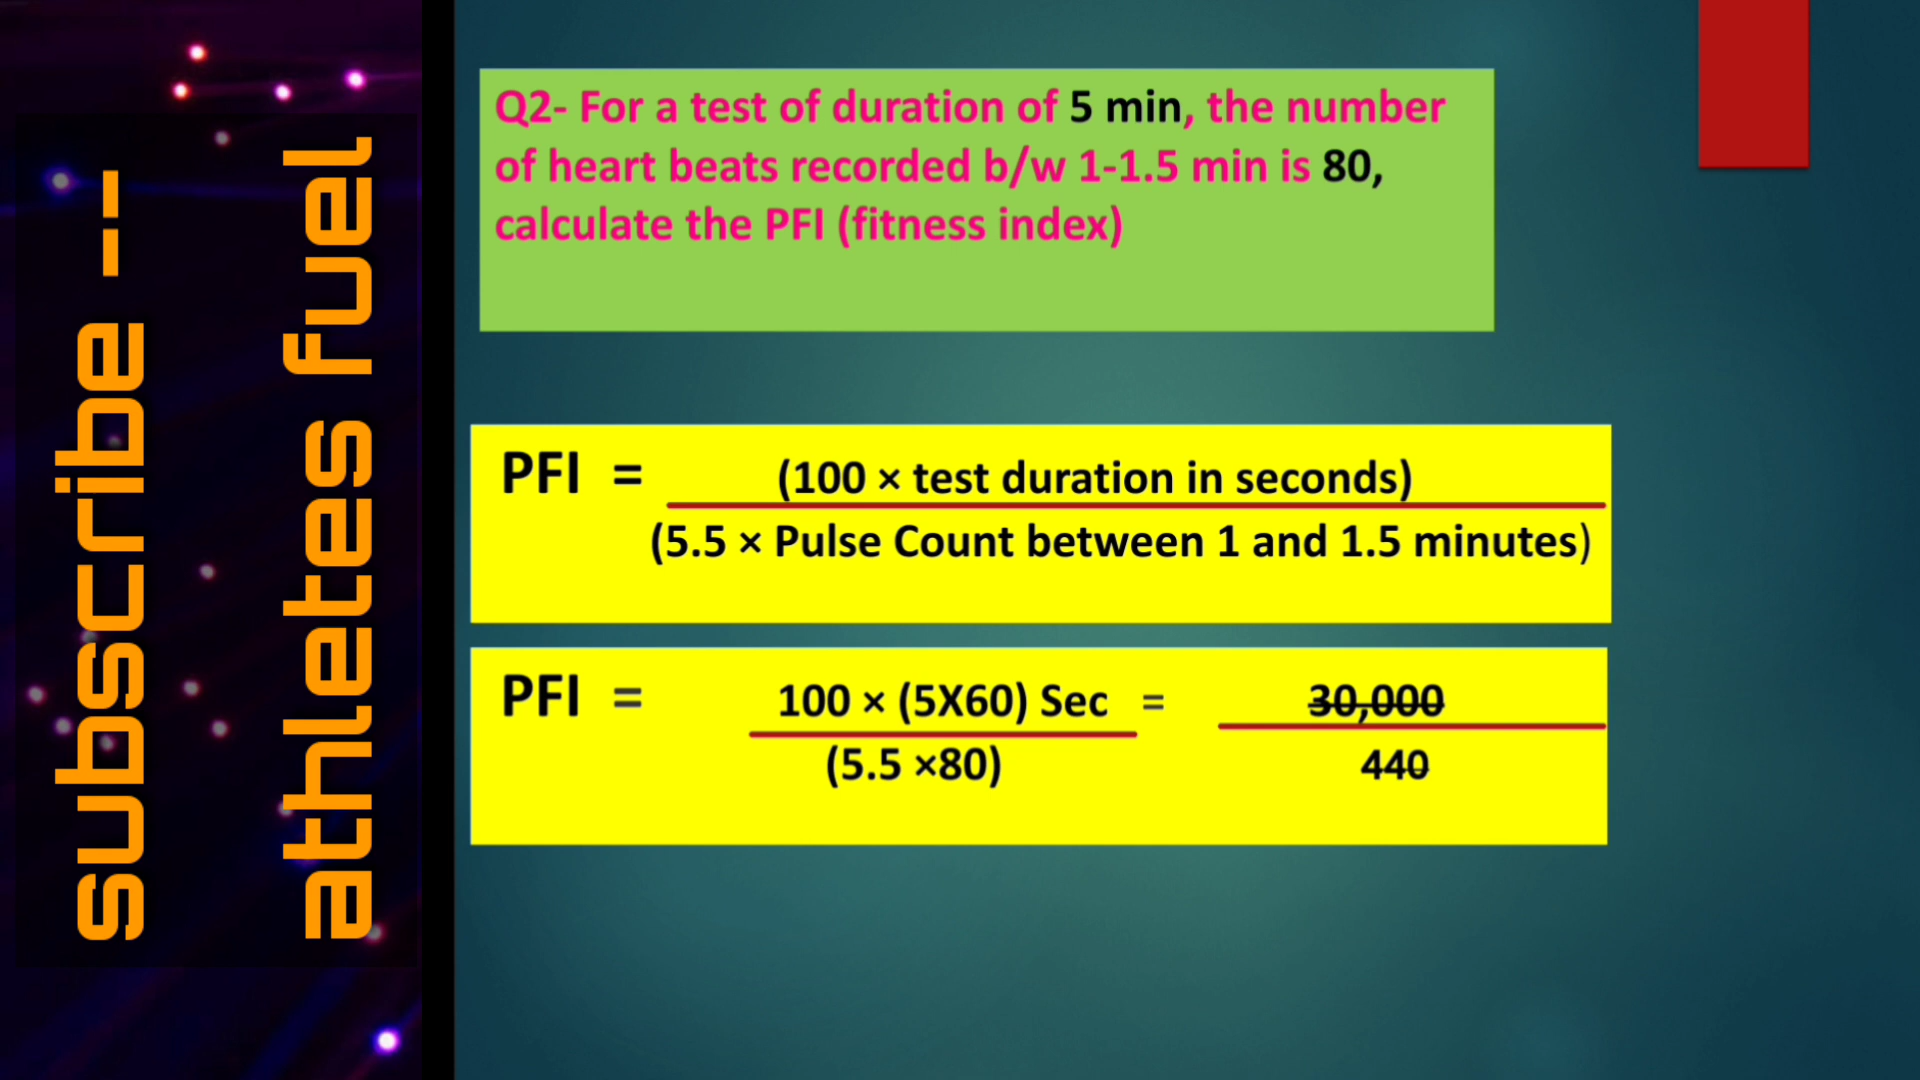 subscribe --
athletes fuel
Q2- For a test of duration of 5 min, the number
of heart beats recorded b/w 1-1.5 min is 80,
calculate the PFI (fitness index)
PFI = (100 × test duration in seconds)
(5.5 × Pulse Count between 1 and 1.5 minutes)
PFI = 100 × (5X60) Sec = 30,000
(5.5 ×80) 440